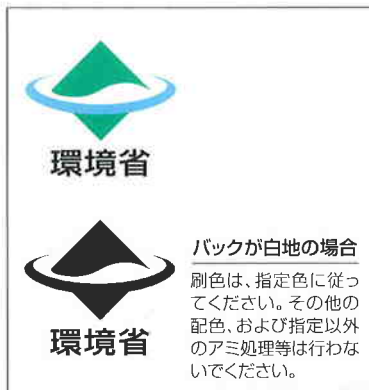 環境省
環境省
バックが白地の場合
刷色は、指定色に従っ
てください。その他の
配色、および指定以外
のアミ処理等は行わな
いでください。